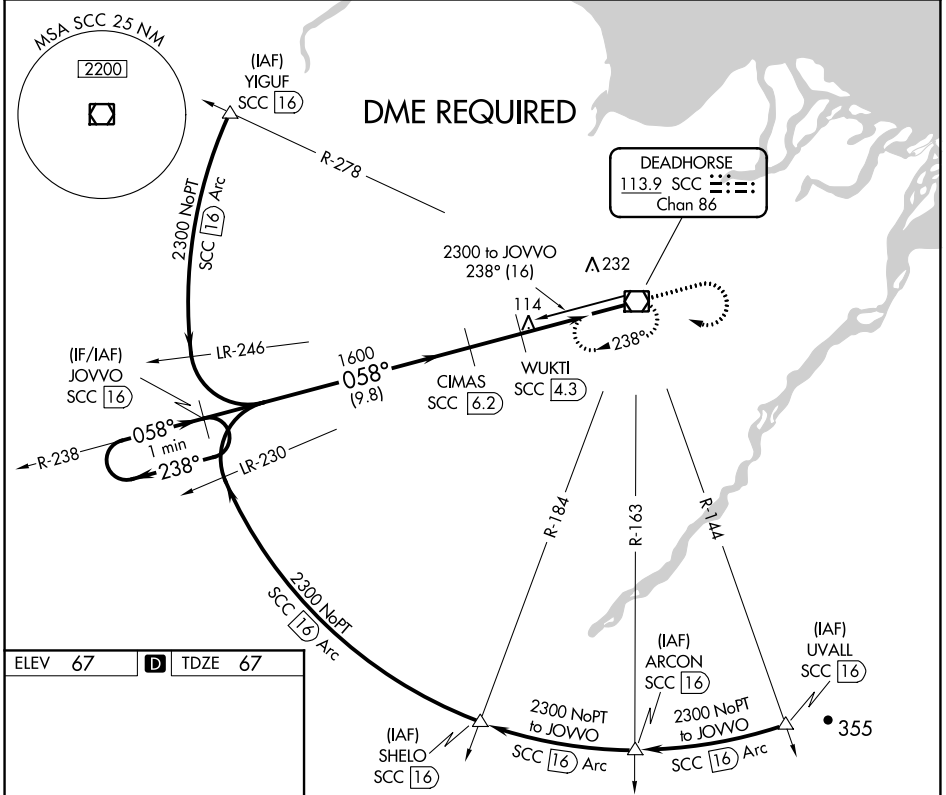 MSA SCC 25 NM
2200
(IAF)
YIGUF
SCC 16
DME REQUIRED
R-278
DEADHORSE
113.9 SCC
Chan 86
2300 NoPT
SCC 16 Arc
2300 to JOVVO
238° (16)
232
114
238°
LR-246
(IF/IAF)
JOVVO
SCC 16
1600
058°
(9.8)
CIMAS
SCC 6.2
WUKTI
SCC 4.3
R-238
058°
1 min
238°
LR-230
R-184
R-163
R-144
2300 NoPT
SCC 16 Arc
ELEV 67 D TDZE 67
(IAF)
SHELO
SCC 16
2300 NoPT
to JOVVO
SCC 16 Arc
(IAF)
ARCON
SCC 16
2300 NoPT
to JOVVO
SCC 16 Arc
(IAF)
UVALL
SCC 16
355